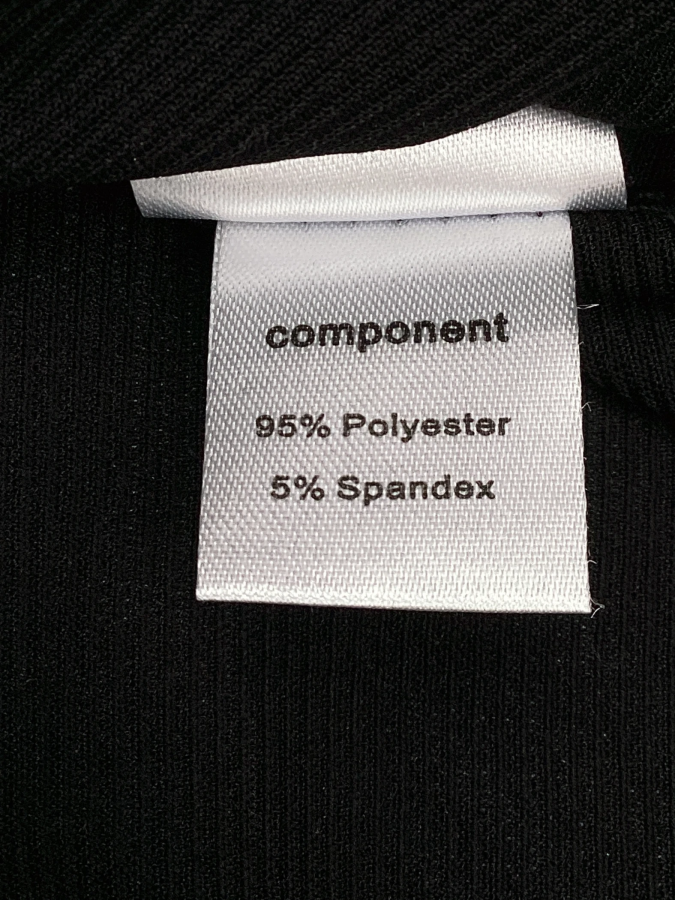 component
95% Polyester
5% Spandex